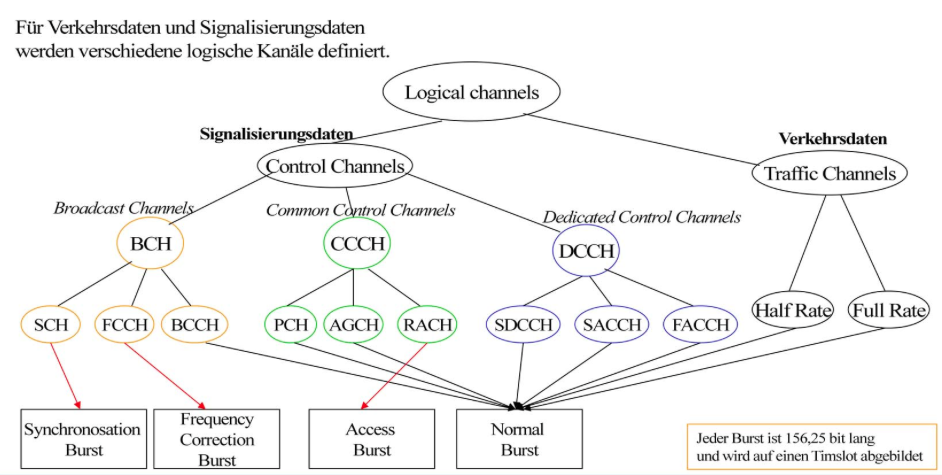 Für Verkehrsdaten und Signalisierungsdaten
werden verschiedene logische Kanäle definiert.
Logical channels
Signalisierungsdaten
Verkehrsdaten
Control Channels
Traffic Channels
Broadcast Channels
Common Control Channels
Dedicated Control Channels
BCH
CCCH
DCCH
SCH
FCCH
BCCH
PCH
AGCH
RACH
SDCCH
SACCH
FACCH
Half Rate
Full Rate
Synchronosation
Burst
Frequency
Correction
Burst
Access
Burst
Normal
Burst
Jeder Burst ist 156,25 bit lang
und wird auf einen Timslot abgebildet